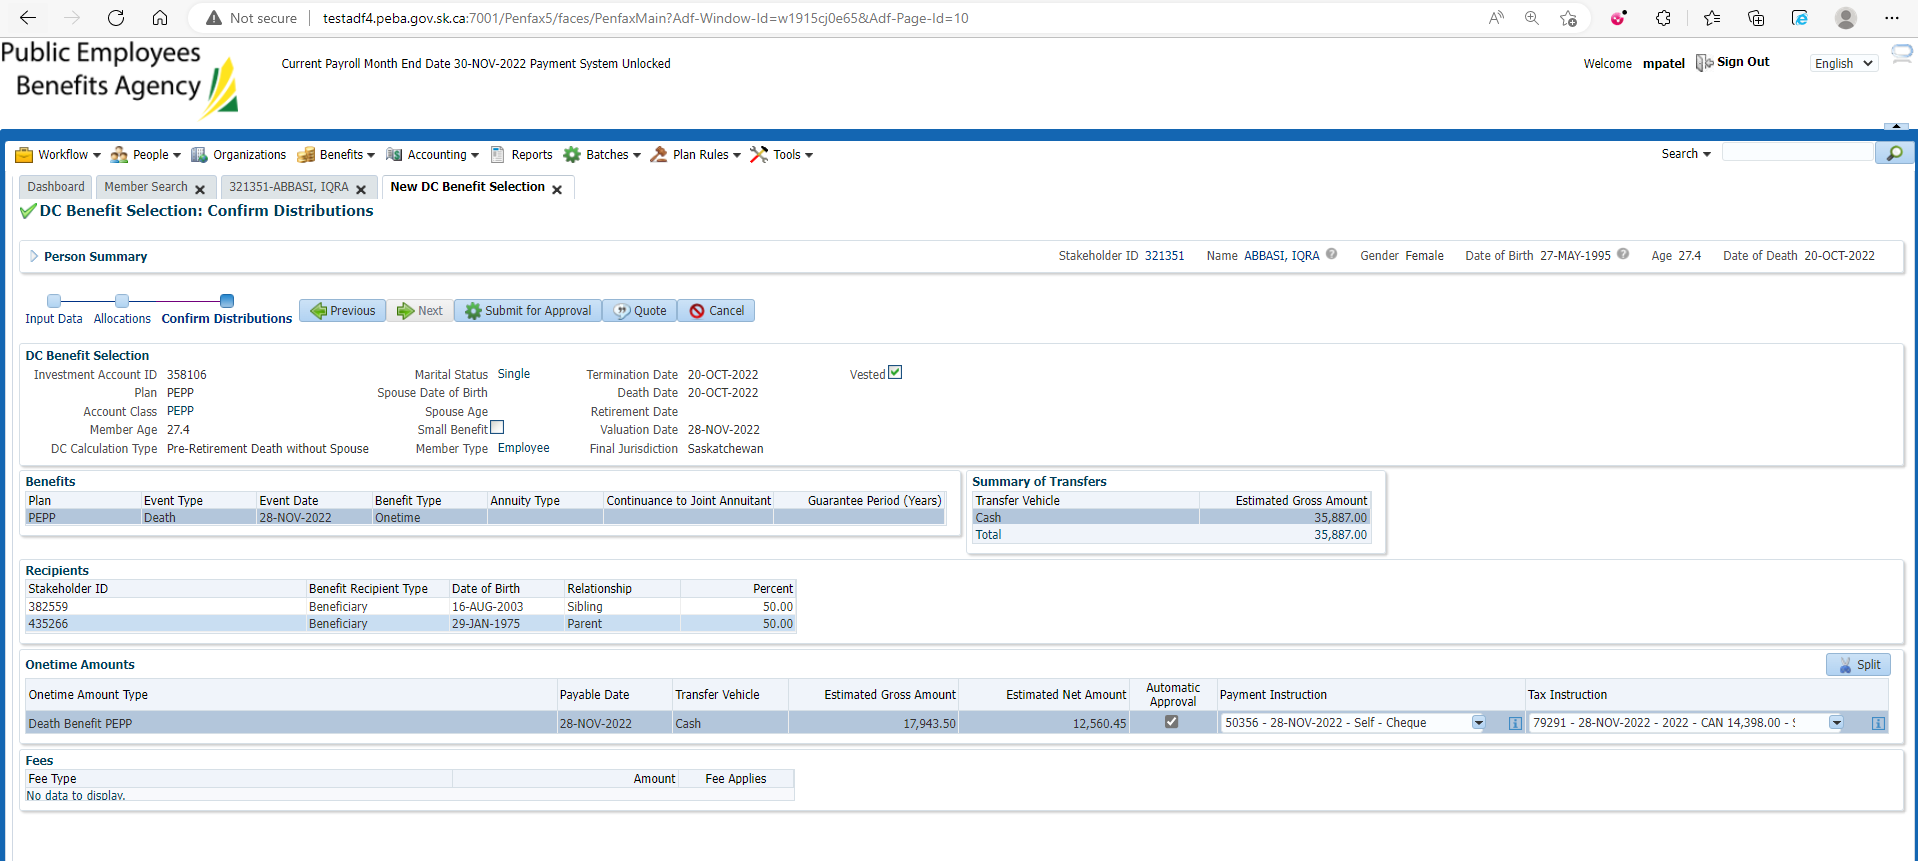 Not secure | testadf4.peba.gov.sk.ca:7001/Penfax5/faces/PenfaxMain?Adf-Window-Id=w1915cj0e65&Adf-Page-Id=10
Public Employees
Benefits Agency
Current Payroll Month End Date 30-NOV-2022 Payment System Unlocked
Welcome mpatel Sign Out English
Workflow People Organizations Benefits Accounting Reports Batches Plan Rules Tools Search
Dashboard Member Search 321351-ABBASI, IQRA New DC Benefit Selection
DC Benefit Selection: Confirm Distributions
Person Summary Stakeholder ID 321351 Name ABBASI, IQRA Gender Female Date of Birth 27-MAY-1995 Age 27.4 Date of Death 20-OCT-2022
Input Data Allocations Confirm Distributions Previous Next Submit for Approval Quote Cancel
DC Benefit Selection
Investment Account ID 358106 Marital Status Single Termination Date 20-OCT-2022 Vested
Plan PEPP Spouse Date of Birth Death Date 20-OCT-2022
Account Class PEPP Spouse Age Retirement Date
Member Age 27.4 Small Benefit Valuation Date 28-NOV-2022
DC Calculation Type Pre-Retirement Death without Spouse Member Type Employee Final Jurisdiction Saskatchewan
Benefits
Plan Event Type Event Date Benefit Type Annuity Type Continuance to Joint Annuitant Guarantee Period (Years)
PEPP Death 28-NOV-2022 Onetime
Summary of Transfers
Transfer Vehicle Estimated Gross Amount
Cash 35,887.00
Total 35,887.00
Recipients
Stakeholder ID Benefit Recipient Type Date of Birth Relationship Percent
382559 Beneficiary 16-AUG-2003 Sibling 50.00
435266 Beneficiary 29-JAN-1975 Parent 50.00
Onetime Amounts Split
Onetime Amount Type Payable Date Transfer Vehicle Estimated Gross Amount Estimated Net Amount Automatic Approval Payment Instruction Tax Instruction
Death Benefit PEPP 28-NOV-2022 Cash 17,943.50 12,560.45 50356 - 28-NOV-2022 - Self - Cheque 79291 - 28-NOV-2022 - 2022 - CAN 14,398.00 -
Fees
Fee Type Amount Fee Applies
No data to display.